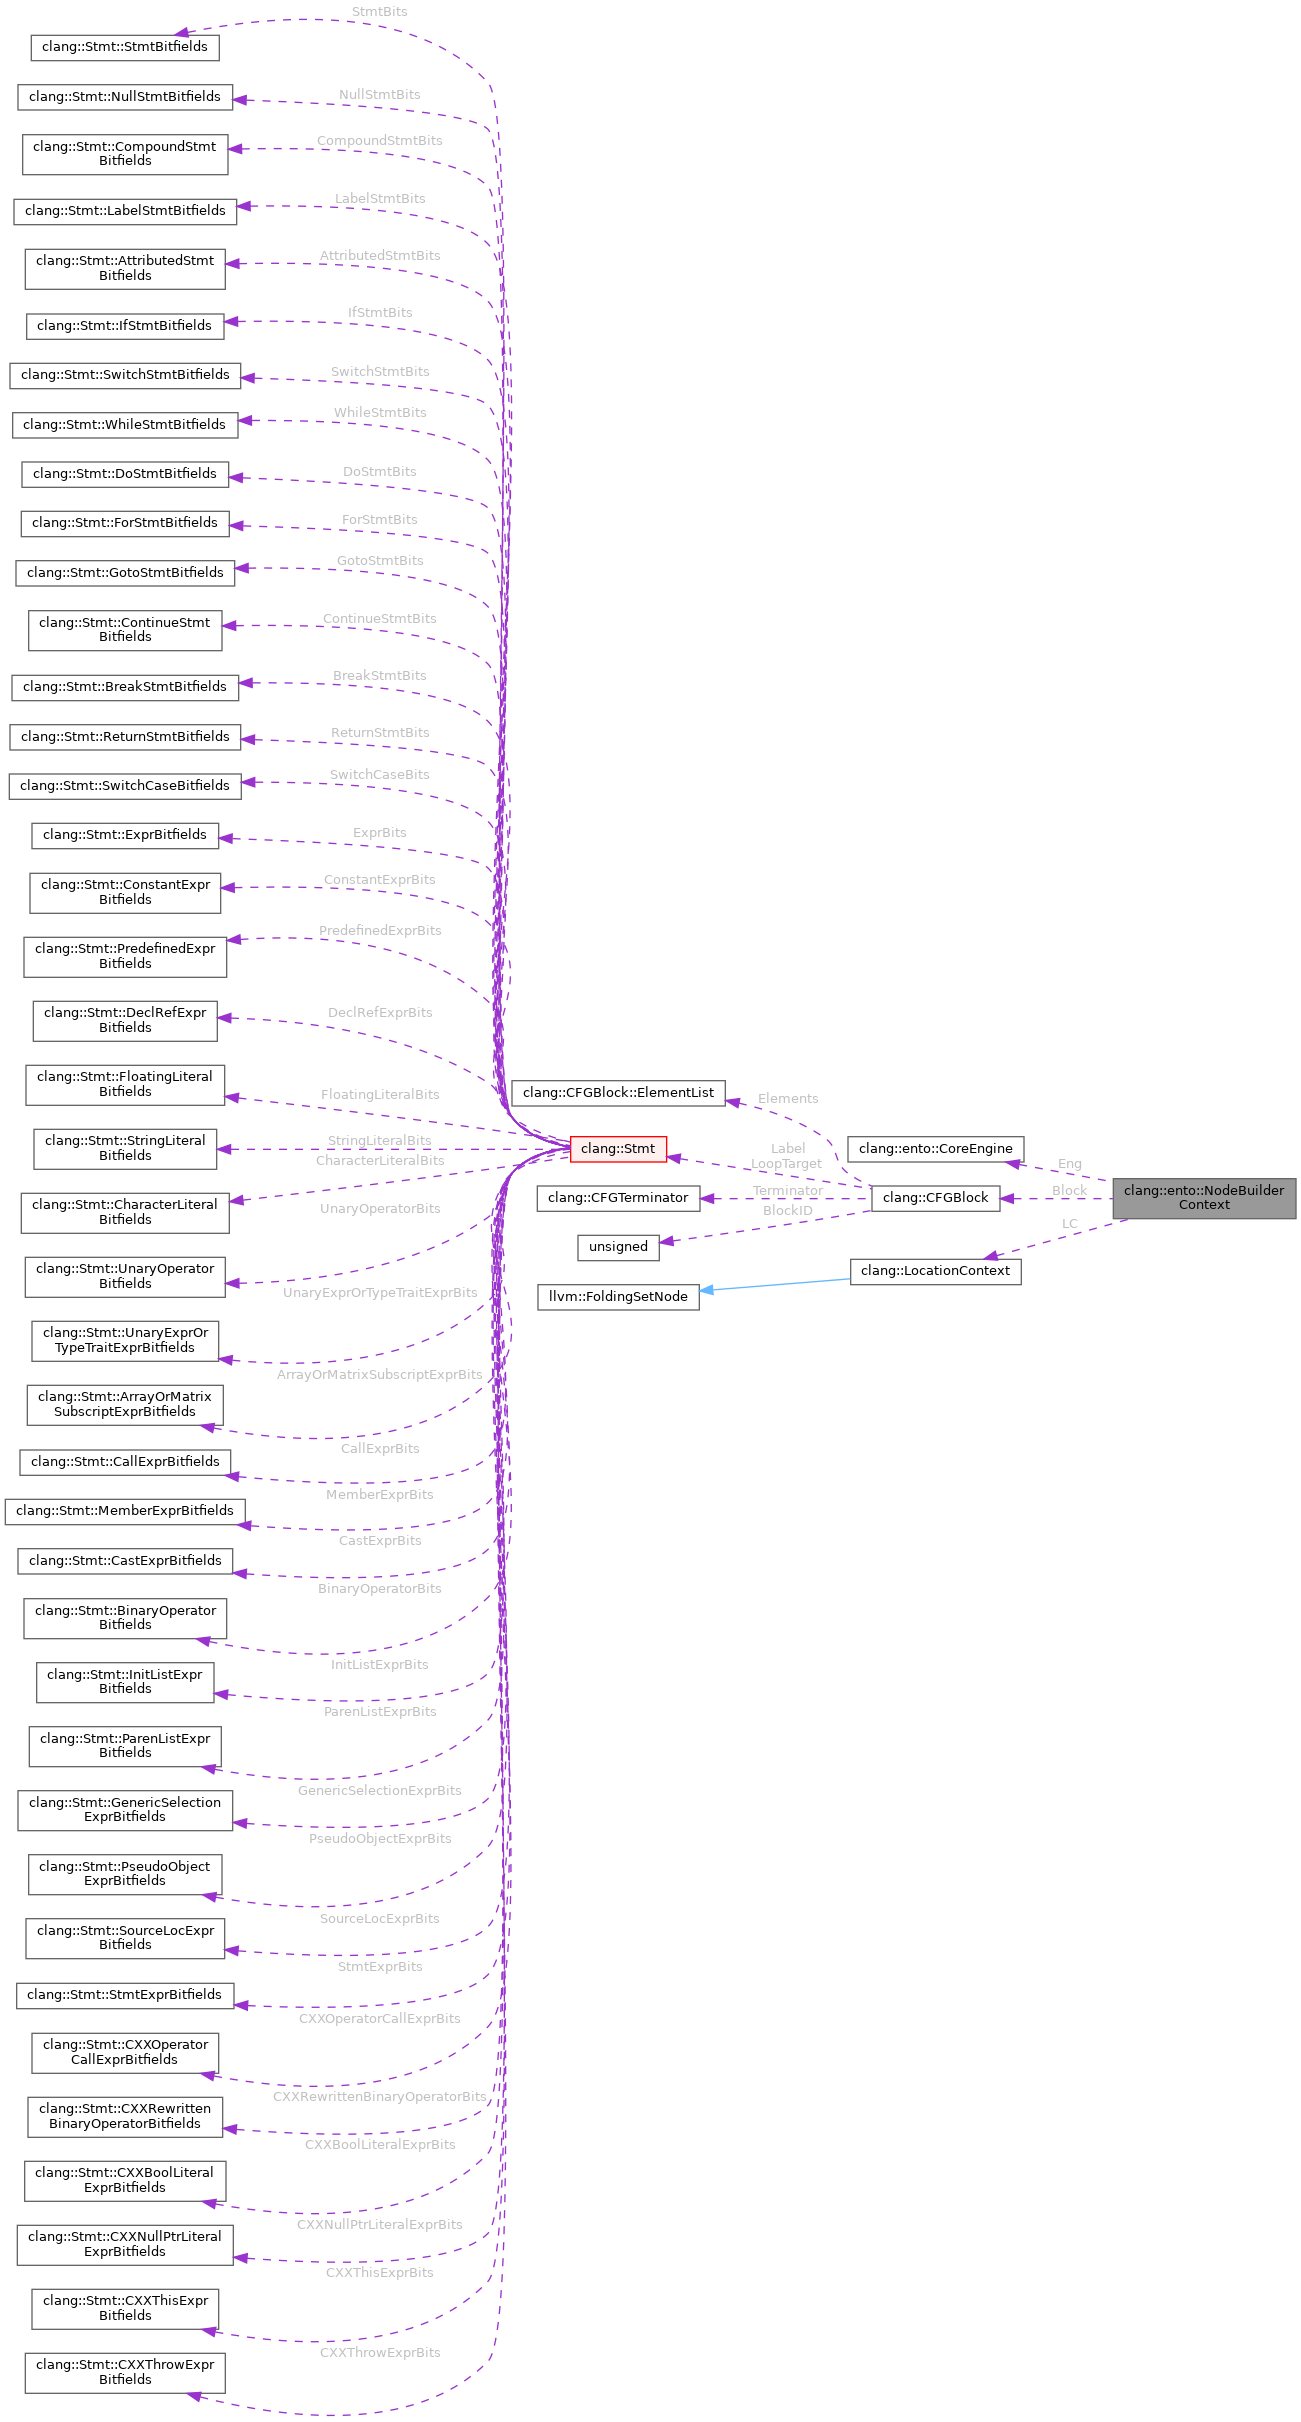 StmtBits
clang::Stmt::StmtBitfields
NullStmtBits
clang::Stmt::NullStmtBitfields
CompoundStmtBits
clang::Stmt::CompoundStmt
Bitfields
LabelStmtBits
clang::Stmt::LabelStmtBitfields
AttributedStmtBits
clang::Stmt::AttributedStmt
Bitfields
IfStmtBits
clang::Stmt::IfStmtBitfields
SwitchStmtBits
clang::Stmt::SwitchStmtBitfields
WhileStmtBits
clang::Stmt::WhileStmtBitfields
DoStmtBits
clang::Stmt::DoStmtBitfields
ForStmtBits
clang::Stmt::ForStmtBitfields
GotoStmtBits
clang::Stmt::GotoStmtBitfields
ContinueStmtBits
clang::Stmt::ContinueStmt
Bitfields
BreakStmtBits
clang::Stmt::BreakStmtBitfields
ReturnStmtBits
clang::Stmt::ReturnStmtBitfields
SwitchCaseBits
clang::Stmt::SwitchCaseBitfields
ExprBits
clang::Stmt::ExprBitfields
ConstantExprBits
clang::Stmt::ConstantExpr
Bitfields
PredefinedExprBits
clang::Stmt::PredefinedExpr
Bitfields
DeclRefExprBits
clang::Stmt::DeclRefExpr
Bitfields
FloatingLiteralBits
clang::Stmt::FloatingLiteral
Bitfields
StringLiteralBits
clang::Stmt::StringLiteral
Bitfields
CharacterLiteralBits
clang::Stmt::CharacterLiteral
Bitfields
UnaryOperatorBits
clang::Stmt::UnaryOperator
Bitfields
UnaryExprOrTypeTraitExprBits
clang::Stmt::UnaryExprOr
TypeTraitExprBitfields
ArrayOrMatrixSubscriptExprBits
clang::Stmt::ArrayOrMatrix
SubscriptExprBitfields
CallExprBits
clang::Stmt::CallExprBitfields
MemberExprBits
clang::Stmt::MemberExprBitfields
CastExprBits
clang::Stmt::CastExprBitfields
BinaryOperatorBits
clang::Stmt::BinaryOperator
Bitfields
InitListExprBits
clang::Stmt::InitListExpr
Bitfields
ParenListExprBits
clang::Stmt::ParenListExpr
Bitfields
GenericSelectionExprBits
clang::Stmt::GenericSelection
ExprBitfields
PseudoObjectExprBits
clang::Stmt::PseudoObject
ExprBitfields
SourceLocExprBits
clang::Stmt::SourceLocExpr
Bitfields
StmtExprBits
clang::Stmt::StmtExprBitfields
CXXOperatorCallExprBits
clang::Stmt::CXXOperator
CallExprBitfields
CXXRewrittenBinaryOperatorBits
clang::Stmt::CXXRewritten
BinaryOperatorBitfields
CXXBoolLiteralExprBits
clang::Stmt::CXXBoolLiteral
ExprBitfields
CXXNullPtrLiteralExprBits
clang::Stmt::CXXNullPtrLiteral
ExprBitfields
CXXThisExprBits
clang::Stmt::CXXThisExpr
Bitfields
CXXThrowExprBits
clang::Stmt::CXXThrowExpr
Bitfields
clang::CFGBlock::ElementList
clang::Stmt
clang::CFGTerminator
unsigned
llvm::FoldingSetNode
Elements
Label
LoopTarget
Terminator
BlockID
clang::ento::CoreEngine
clang::CFGBlock
clang::LocationContext
Eng
Block
LC
clang::ento::NodeBuilder
Context